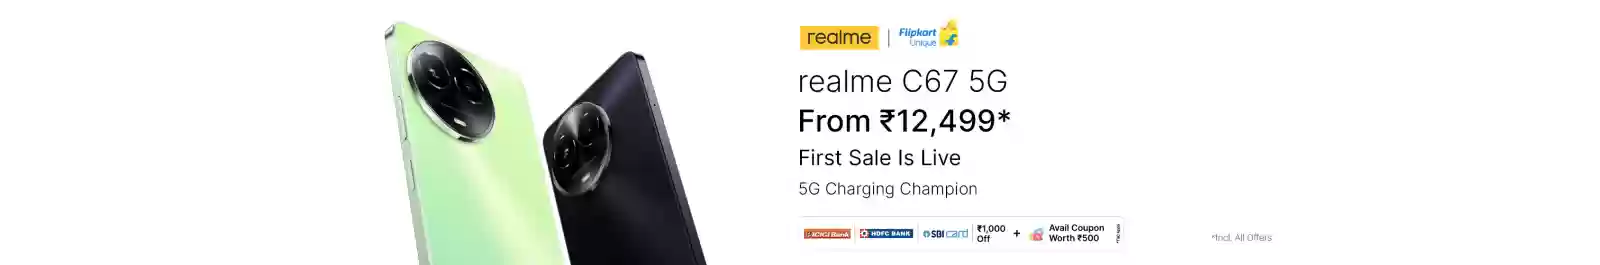 realme | Flipkart Unique
realme C67 5G
From ₹12,499*
First Sale Is Live
5G Charging Champion
ICICI Bank HDFC BANK SBI card ₹1,000 Off + Avail Coupon Worth ₹500
*Incl. All Offers